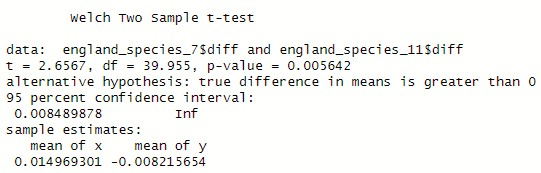 Welch Two Sample t-test
data:  england_species_7$diff and england_species_11$diff
t = 2.6567, df = 39.955, p-value = 0.005642
alternative hypothesis: true difference in means is greater than 0
95 percent confidence interval:
 0.008489878         Inf
sample estimates:
   mean of x    mean of y
 0.014969301 -0.008215654